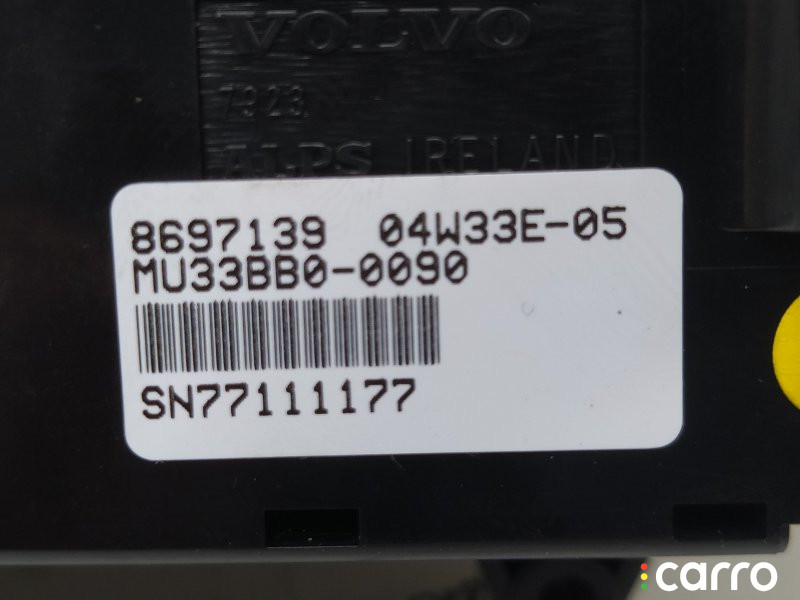 VOLVO
7923
ALPS IRELAND
8697139 04W33E-05
MU33BB0-0090
SN77111177
carro